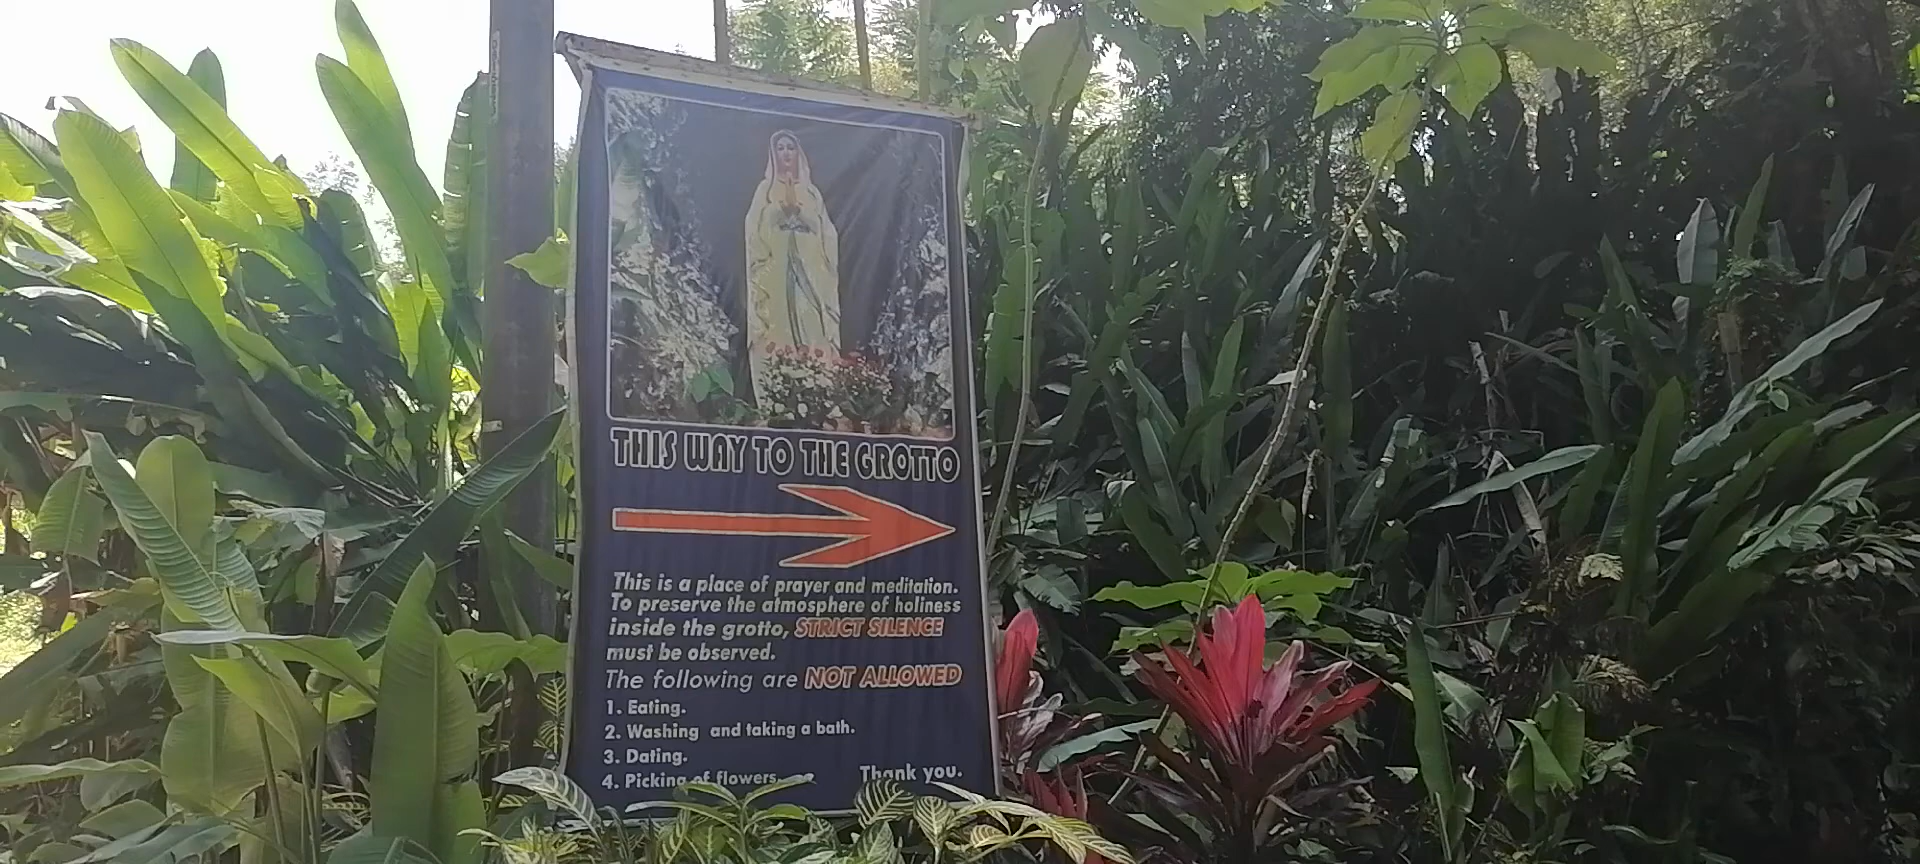 THIS WAY TO THE GROTTO
This is a place of prayer and meditation.
To preserve the atmosphere of holiness
inside the grotto, STRICT SILENCE
must be observed.
The following are NOT ALLOWED
1. Eating.
2. Washing and taking a bath.
3. Dating.
4. Picking of flowers.
Thank you.